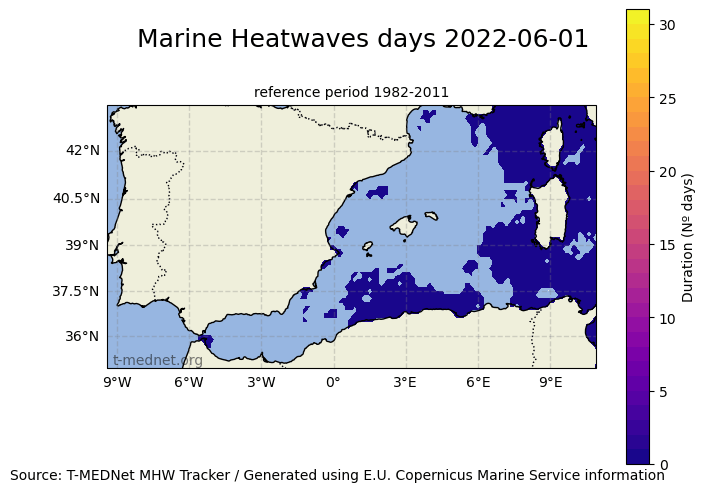 Marine Heatwaves days 2022-06-01
reference period 1982-2011
42°N
40.5°N
39°N
37.5°N
36°N
t-mednet.org
9°W 6°W 3°W 0° 3°E 6°E 9°E
30
25
20
15
10
5
0
Duration (Nº days)
Source: T-MEDNet MHW Tracker / Generated using E.U. Copernicus Marine Service information